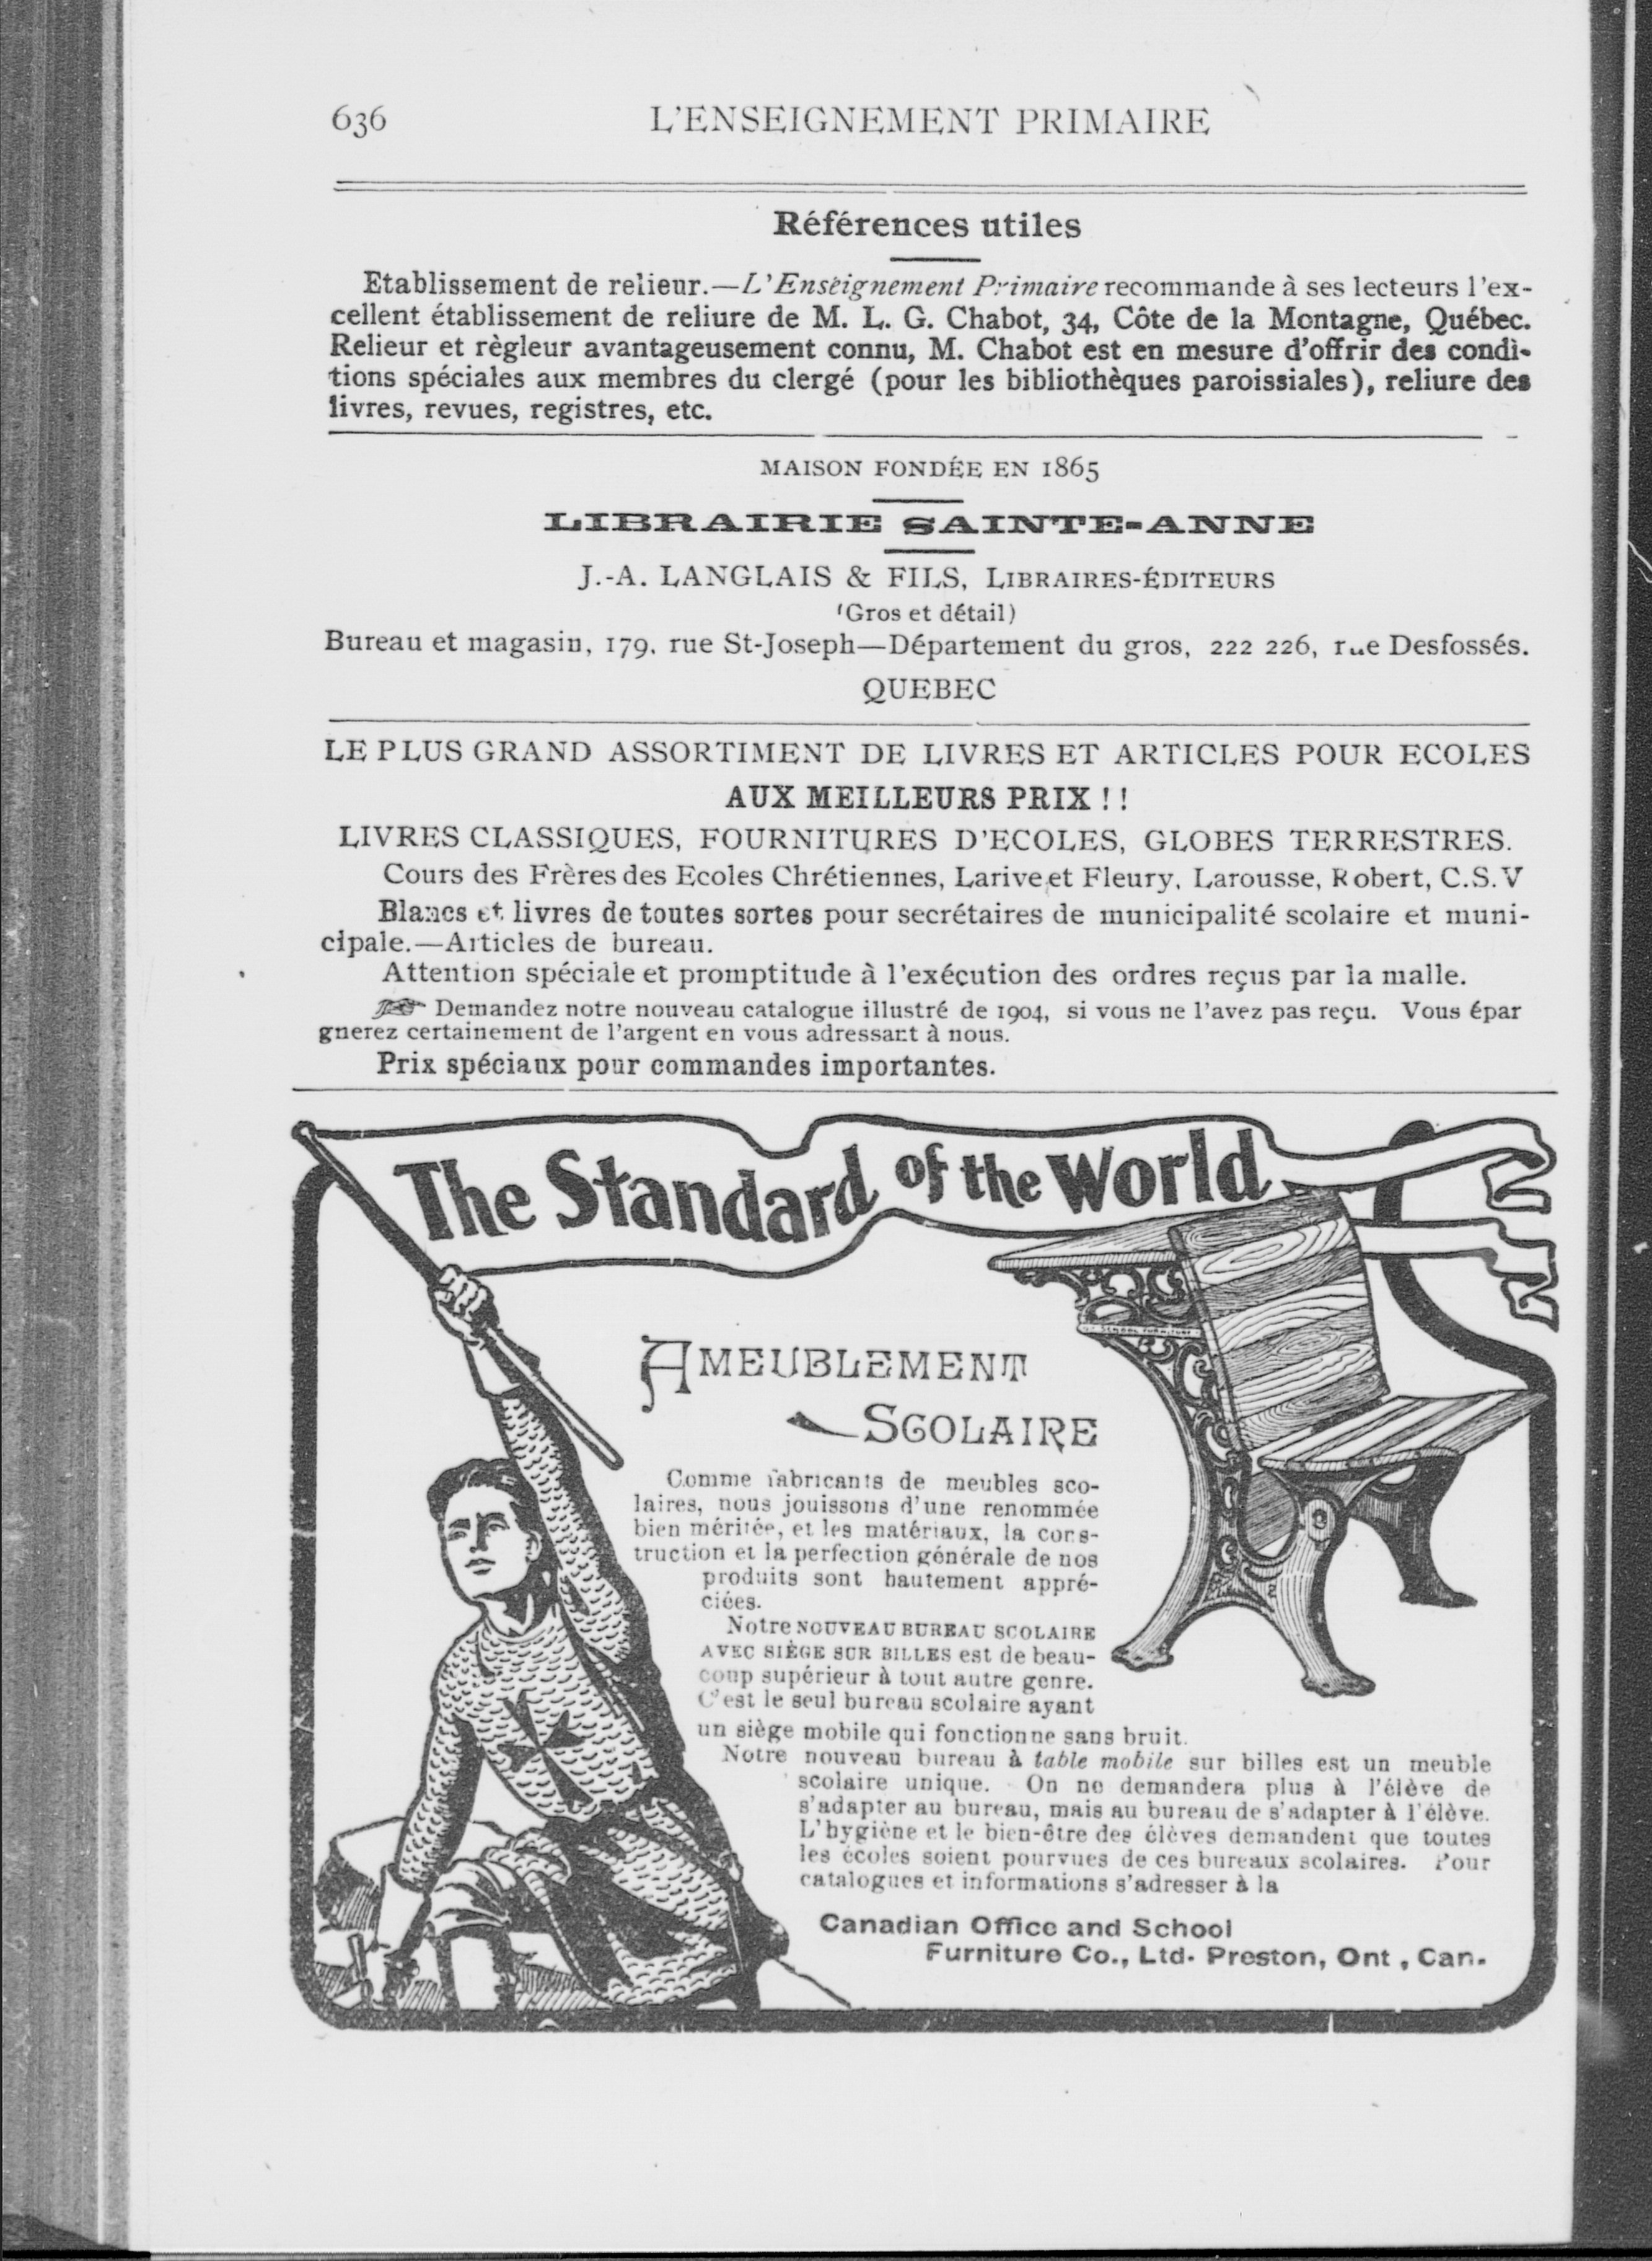 636 L'ENSEIGNEMENT PRIMAIRE
Références utiles
Etablissement de relieur.—L'Enseignement Primaire recommande à ses lecteurs l'ex-
cellent établissement de reliure de M. L. G. Chabot, 34, Côte de la Montagne, Québec.
Relieur et règleur avantageusement connu, M. Chabot est en mesure d'offrir des condi-
tions spéciales aux membres du clergé (pour les bibliothèques paroissiales), reliure des
livres, revues, registres, etc.
MAISON FONDÉE EN 1865
LIBRAIRIE SAINTE-ANNE
J.-A. LANGLAIS & FILS, LIBRAIRES-ÉDITEURS
(Gros et détail)
Bureau et magasin, 179, rue St-Joseph—Département du gros, 222 226, rue Desfossés.
QUEBEC
LE PLUS GRAND ASSORTIMENT DE LIVRES ET ARTICLES POUR ECOLES
AUX MEILLEURS PRIX ! !
LIVRES CLASSIQUES, FOURNITURES D'ECOLES, GLOBES TERRESTRES.
Cours des Frères des Ecoles Chrétiennes, Larive et Fleury, Larousse, Robert, C.S.V
Blancs et livres de toutes sortes pour secrétaires de municipalité scolaire et muni-
cipale.—Articles de bureau.
Attention spéciale et promptitude à l'exécution des ordres reçus par la malle.
☞ Demandez notre nouveau catalogue illustré de 1904, si vous ne l'avez pas reçu. Vous épar
gnerez certainement de l'argent en vous adressant à nous.
Prix spéciaux pour commandes importantes.
The Standard of the World
SCHOOL FURNITURE
AMEUBLEMENT
SCOLAIRE
Comme fabricants de meubles sco-
laires, nous jouissons d'une renommée
bien méritée, et les matériaux, la cons-
truction et la perfection générale de nos
produits sont hautement appré-
ciées.
Notre NOUVEAU BUREAU SCOLAIRE
AVEC SIÈGE SUR BILLES est de beau-
coup supérieur à tout autre genre.
C'est le seul bureau scolaire ayant
un siège mobile qui fonctionne sans bruit.
Notre nouveau bureau à table mobile sur billes est un meuble
scolaire unique. On ne demandera plus à l'élève de
s'adapter au bureau, mais au bureau de s'adapter à l'élève.
L'hygiène et le bien-être des élèves demandent que toutes
les écoles soient pourvues de ces bureaux scolaires. Pour
catalogues et informations s'adresser à la
Canadian Office and School
Furniture Co., Ltd. Preston, Ont , Can.